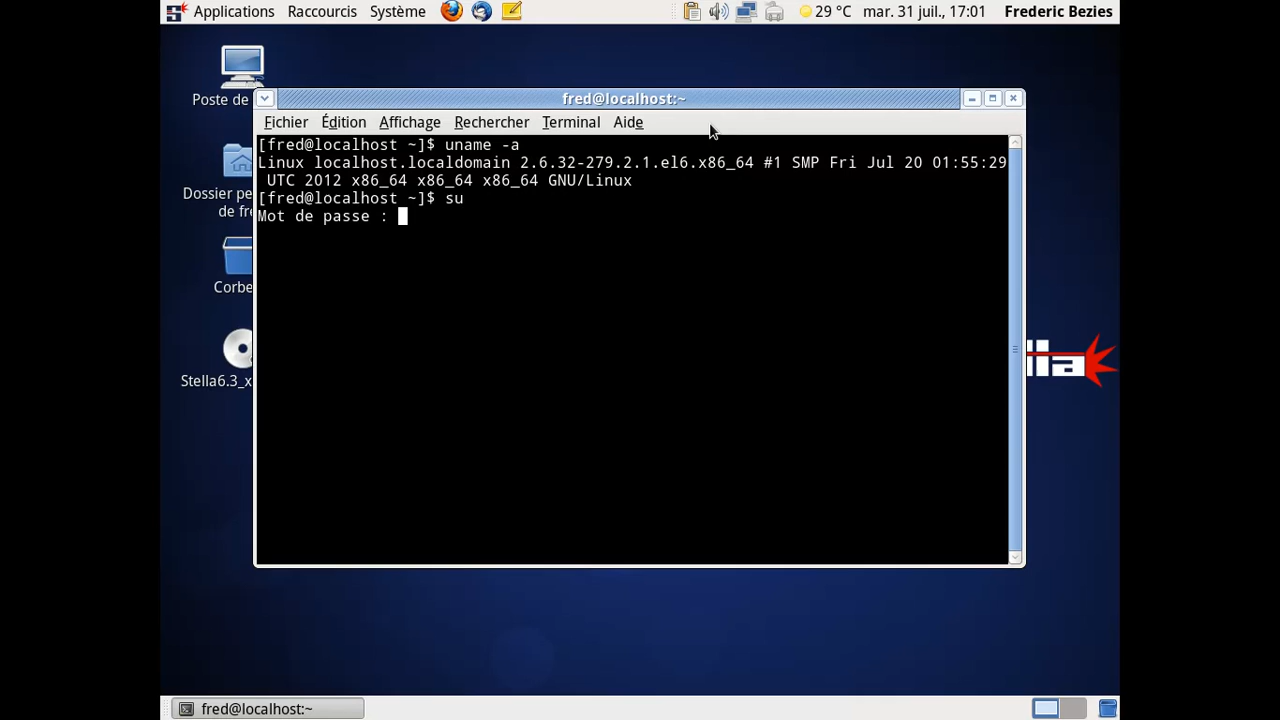 Applications Raccourcis Système 29 °C mar. 31 juil., 17:01 Frederic Bezies
Poste de
fred@localhost:~
Fichier Édition Affichage Rechercher Terminal Aide
[fred@localhost ~]$ uname -a
Linux localhost.localdomain 2.6.32-279.2.1.el6.x86_64 #1 SMP Fri Jul 20 01:55:29
UTC 2012 x86_64 x86_64 x86_64 GNU/Linux
[fred@localhost ~]$ su
Mot de passe :
Dossier pe
de fre
Corbe
Stella6.3_x
lla
fred@localhost:~